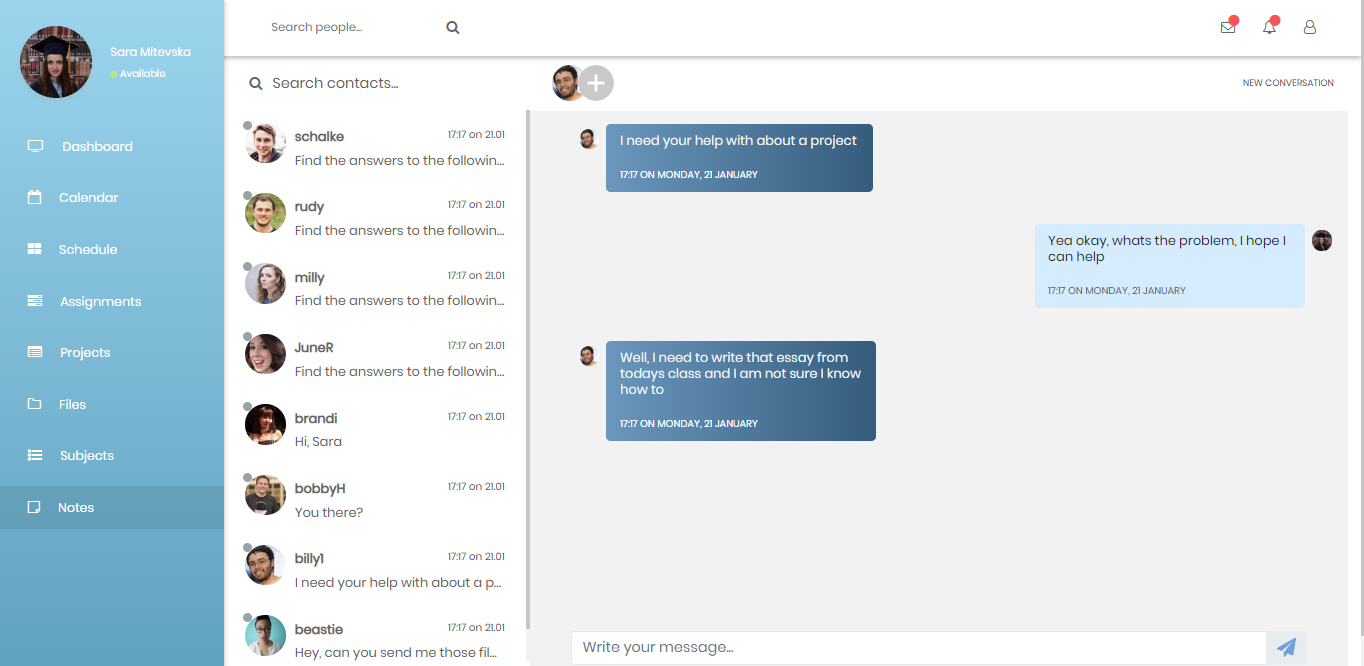 Sara Mitevska
Available
Dashboard
Calendar
Schedule
Assignments
Projects
Files
Subjects
Notes
Search people...
Search contacts...
schalke 17:17 on 21.01
Find the answers to the followin...
rudy 17:17 on 21.01
Find the answers to the followin...
milly 17:17 on 21.01
Find the answers to the followin...
JuneR 17:17 on 21.01
Find the answers to the followin...
brandi 17:17 on 21.01
Hi, Sara
bobbyH 17:17 on 21.01
You there?
billy1 17:17 on 21.01
I need your help with about a p...
beastie 17:17 on 21.01
Hey, can you send me those fil...
NEW CONVERSATION
I need your help with about a project
17:17 ON MONDAY, 21 JANUARY
Yea okay, whats the problem, I hope I
can help
17:17 ON MONDAY, 21 JANUARY
Well, I need to write that essay from
todays class and I am not sure I know
how to
17:17 ON MONDAY, 21 JANUARY
Write your message...